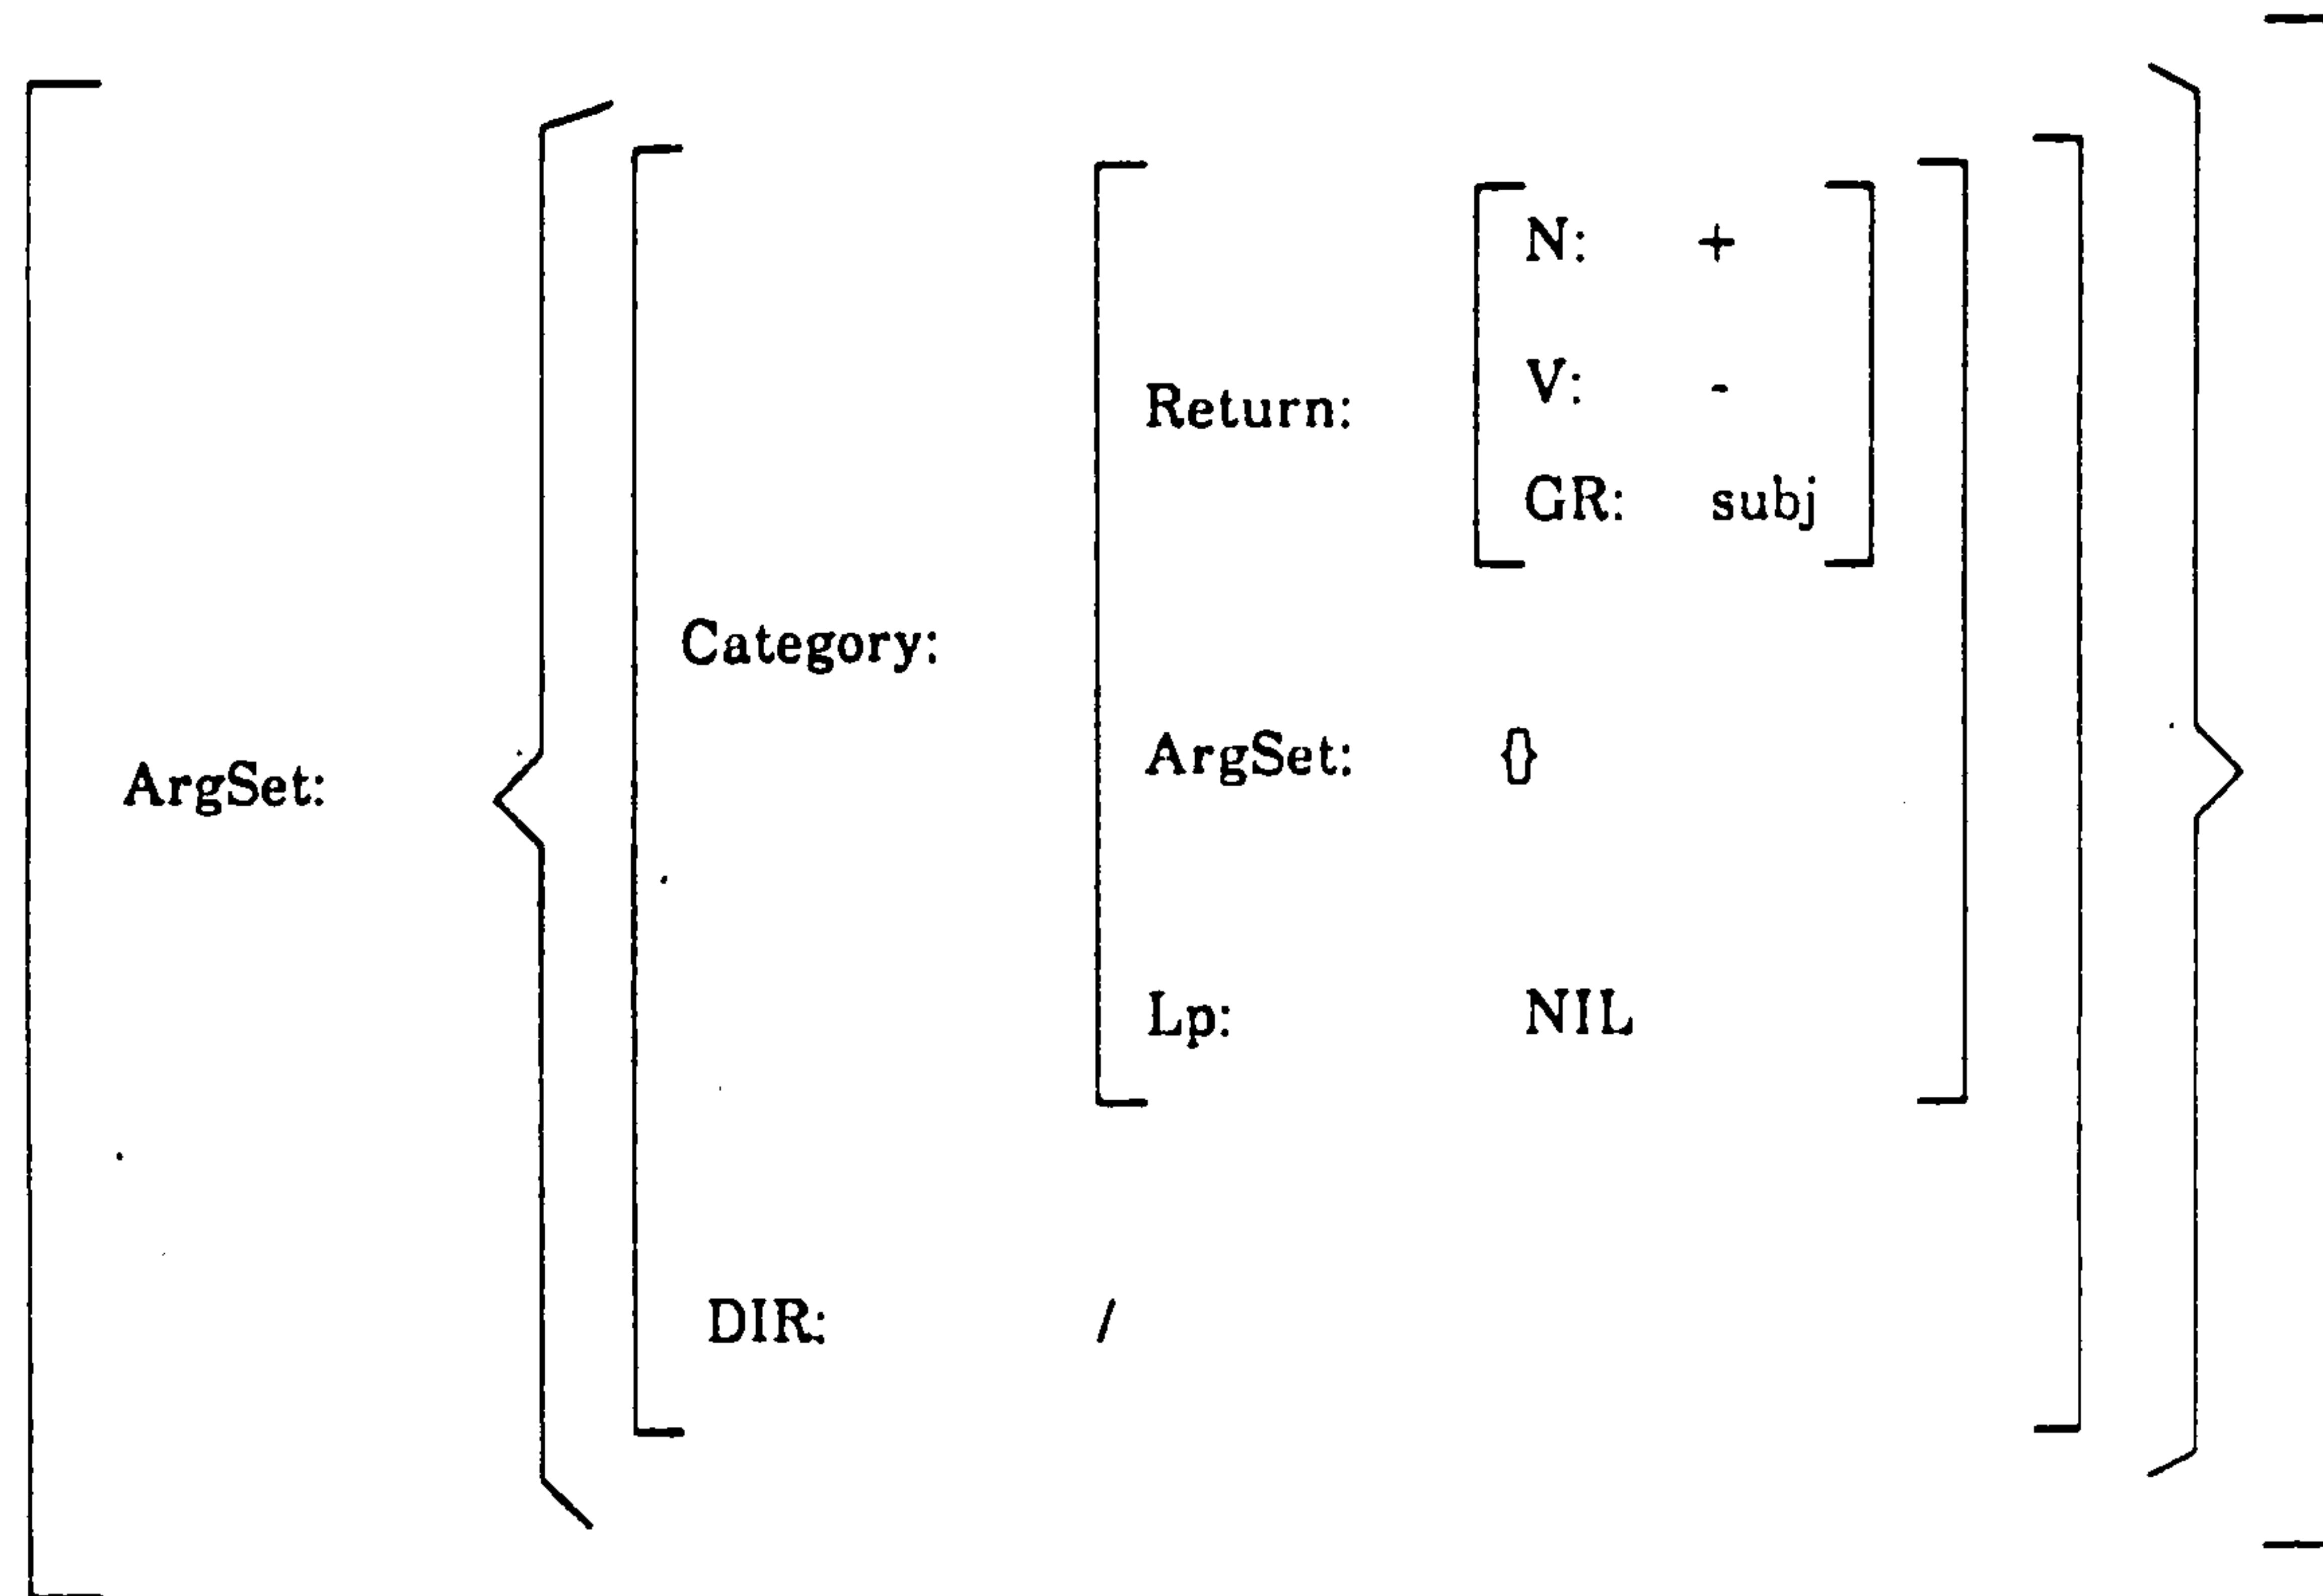 N: +
V: -
Return:
GR: subj
Category:
ArgSet: {}
ArgSet:
Lp: NIL
DIR: /